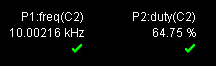 P1:freq(C2) P2:duty(C2)
10.00216 kHz 64.75 %